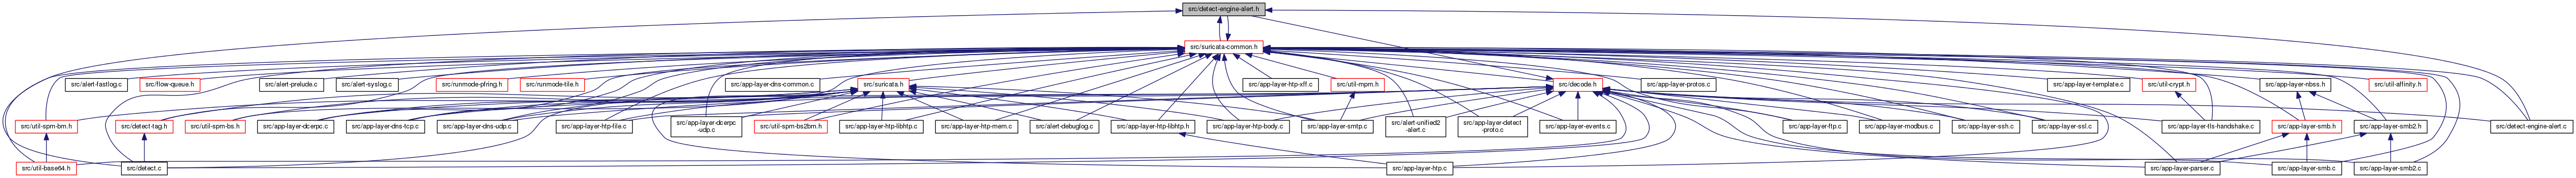 src/detect-engine-alert.h
src/suricata-common.h
src/alert-fastlog.c
src/flow-queue.h
src/alert-prelude.c
src/alert-syslog.c
src/runmode-pfring.h
src/runmode-tile.h
src/app-layer-dns-common.c
src/suricata.h
src/app-layer-htp-xff.c
src/util-mpm.h
src/decode.h
src/app-layer-protos.c
src/app-layer-template.c
src/util-crypt.h
src/app-layer-nbss.h
src/util-affinity.h
src/util-spm-bm.h
src/detect-tag.h
src/util-spm-bs.h
src/app-layer-dcerpc.c
src/app-layer-dns-tcp.c
src/app-layer-dns-udp.c
src/app-layer-htp-file.c
src/app-layer-dcerpc
-udp.c
src/util-spm-bs2bm.h
src/app-layer-htp-libhtp.c
src/app-layer-htp-mem.c
src/alert-debuglog.c
src/app-layer-htp-libhtp.h
src/app-layer-htp-body.c
src/app-layer-smtp.c
src/alert-unified2
-alert.c
src/app-layer-detect
-proto.c
src/app-layer-events.c
src/app-layer-ftp.c
src/app-layer-modbus.c
src/app-layer-ssh.c
src/app-layer-ssl.c
src/app-layer-tls-handshake.c
src/app-layer-smb.h
src/app-layer-smb2.h
src/detect-engine-alert.c
src/util-base64.h
src/detect.c
src/app-layer-htp.c
src/app-layer-parser.c
src/app-layer-smb.c
src/app-layer-smb2.c